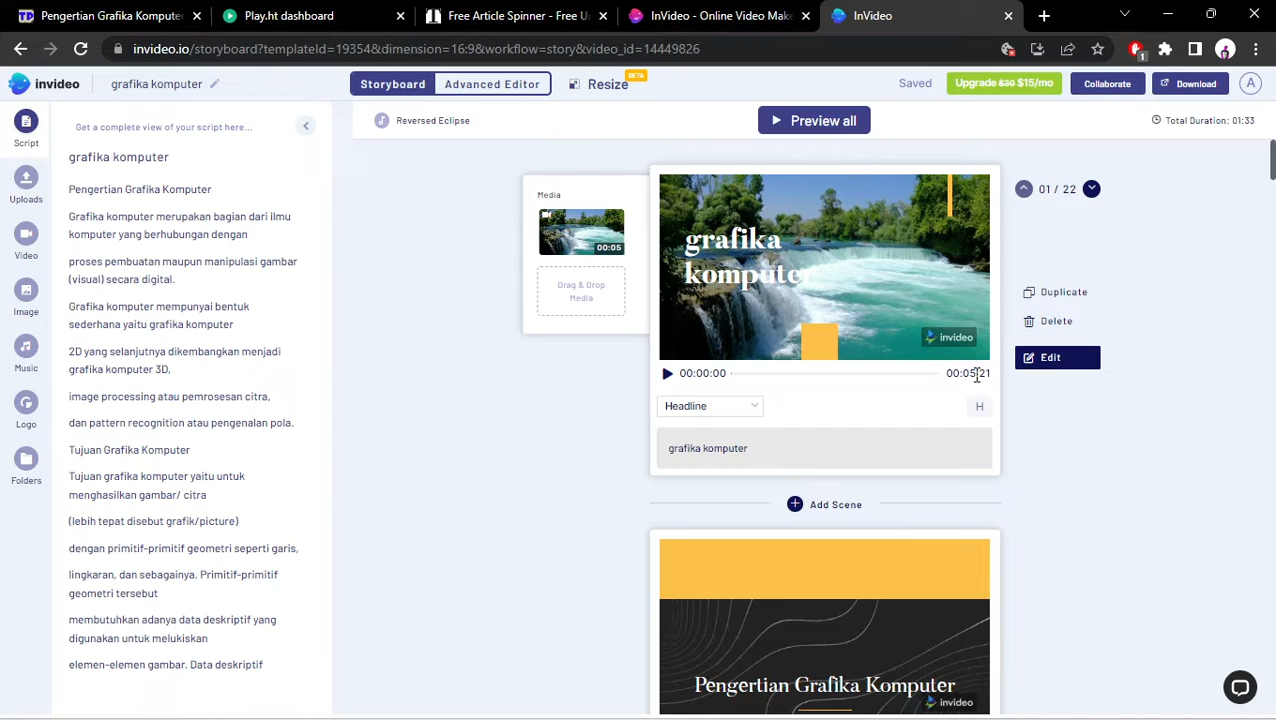 Pengertian Grafika Komputer
Play.ht dashboard
Free Article Spinner - Free U
InVideo - Online Video Make
InVideo
invideo.io/storyboard?templateId=193548&dimension=16:9&workflow=story&video_id=14449826
1
invideo
grafika komputer
Storyboard
Advanced Editor
Resize
BETA
Saved
Upgrade $30 $15/mo
Collaborate
Download
A
Script
Uploads
Video
Image
Music
Logo
Folders
Get a complete view of your script here...
grafika komputer
Pengertian Grafika Komputer
Grafika komputer merupakan bagian dari ilmu
komputer yang berhubungan dengan
proses pembuatan maupun manipulasi gambar
(visual) secara digital.
Grafika komputer mempunyai bentuk
sederhana yaitu grafika komputer
2D yang selanjutnya dikembangkan menjadi
grafika komputer 3D,
image processing atau pemrosesan citra,
dan pattern recognition atau pengenalan pola.
Tujuan Grafika Komputer
Tujuan grafika komputer yaitu untuk
menghasilkan gambar/ citra
(lebih tepat disebut grafik/picture)
dengan primitif-primitif geometri seperti garis,
lingkaran, dan sebagainya. Primitif-primitif
geometri tersebut
membutuhkan adanya data deskriptif yang
digunakan untuk melukiskan
elemen-elemen gambar. Data deskriptif
Reversed Eclipse
Preview all
Total Duration: 01:33
Media
00:05
Drag & Drop
Media
grafika
komputer
invideo
00:00:00
00:05:21
Headline
H
grafika komputer
01 / 22
Duplicate
Delete
Edit
Add Scene
Pengertian Grafika Komputer
invideo